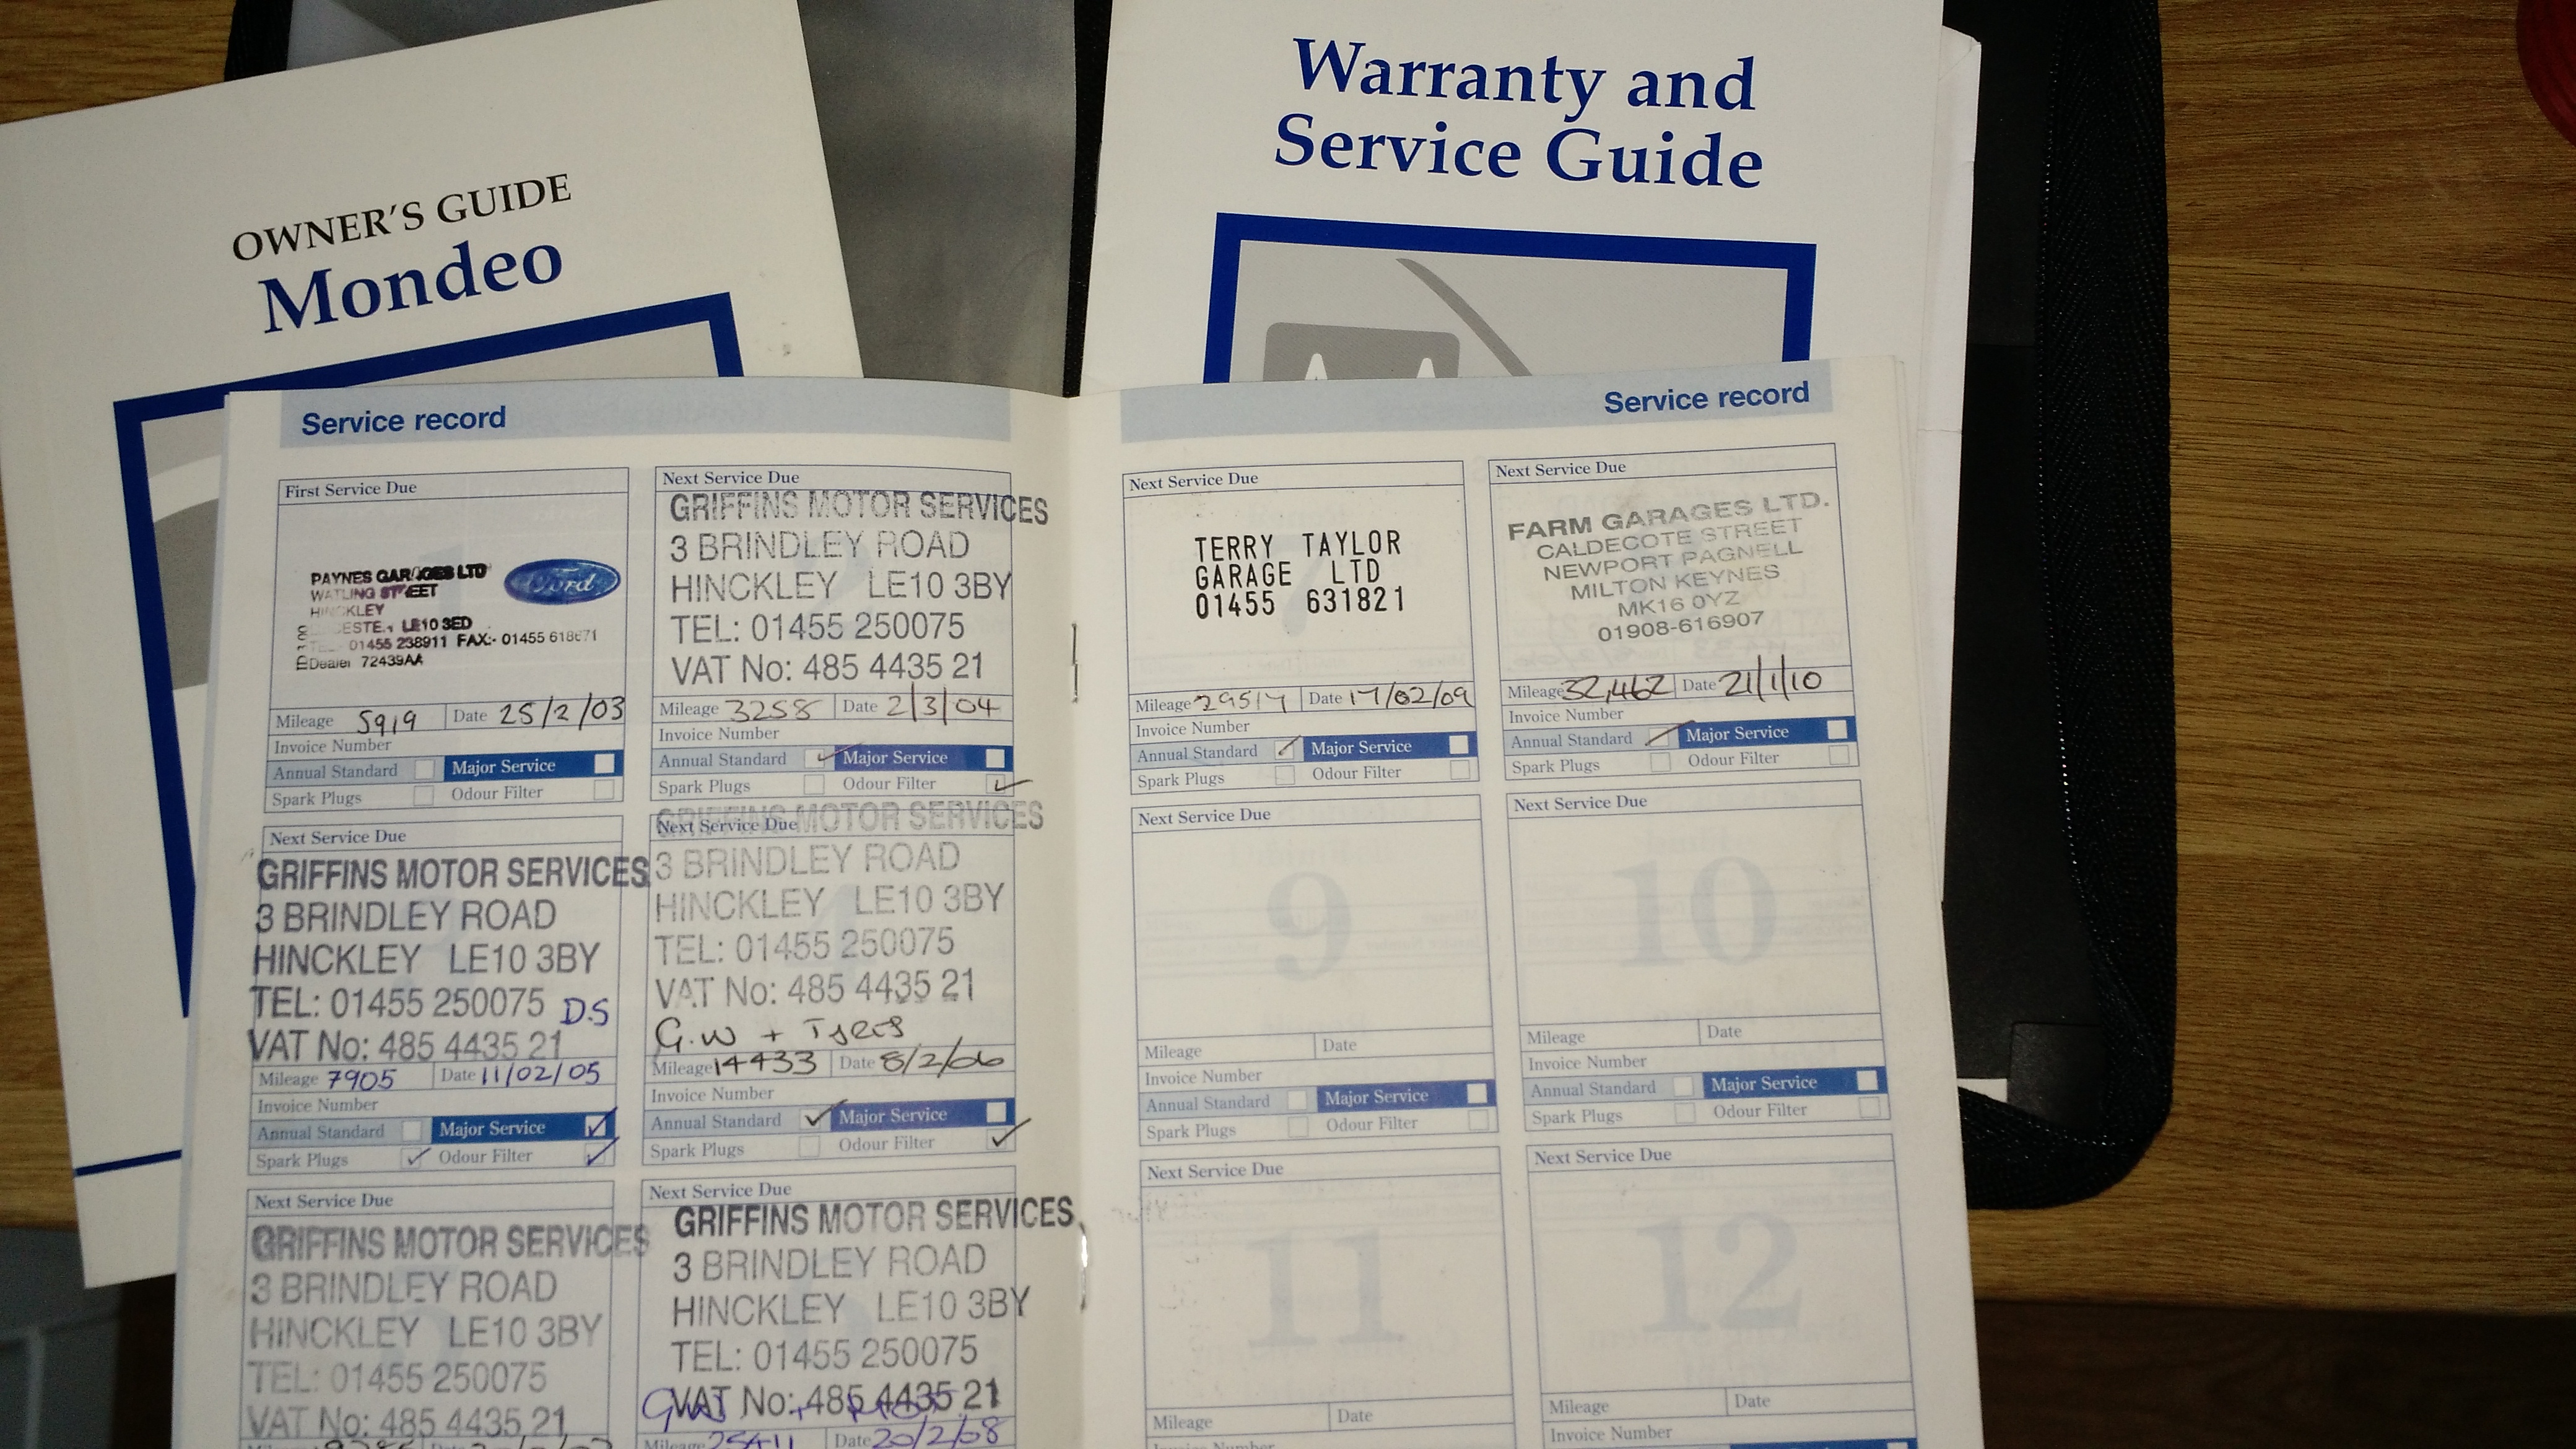 OWNER'S GUIDE
Mondeo
Warranty and
Service Guide
Service record
First Service Due
PAYNES GARAGES LTD
WATLING STREET
HINCKLEY
LE10 3ED
01455 238911 FAX:- 01455
Dealer 72439AA
Ford
Mileage 5919 Date 25/2/03
Invoice Number
Annual Standard Major Service
Spark Plugs Odour Filter
Next Service Due
GRIFFINS MOTOR SERVICES
3 BRINDLEY ROAD
HINCKLEY LE10 3BY
TEL: 01455 250075
VAT No: 485 4435 21
Mileage 3258 Date 2/3/04
Invoice Number
Annual Standard ✓ Major Service
Spark Plugs Odour Filter ✓
Next Service Due
GRIFFINS MOTOR SERVICES
3 BRINDLEY ROAD
HINCKLEY LE10 3BY
TEL: 01455 250075 D.S
VAT No: 485 4435 21
Mileage 7905 Date 11/02/05
Invoice Number
Annual Standard Major Service ✓
Spark Plugs ✓ Odour Filter ✓
Next Service Due
GRIFFINS MOTOR SERVICES
3 BRINDLEY ROAD
HINCKLEY LE10 3BY
TEL: 01455 250075
VAT No: 485 4435 21
G.W + Tyres
Mileage 14433 Date 8/2/06
Invoice Number
Annual Standard ✓ Major Service
Spark Plugs Odour Filter ✓
Next Service Due
GRIFFINS MOTOR SERVICES
3 BRINDLEY ROAD
HINCKLEY LE10 3BY
TEL: 01455 250075
VAT No: 485 4435 21
Next Service Due
GRIFFINS MOTOR SERVICES
3 BRINDLEY ROAD
HINCKLEY LE10 3BY
TEL: 01455 250075
VAT No: 485 4435 21
Mileage Date 20/2/08
Service record
Next Service Due
TERRY TAYLOR
GARAGE LTD
01455 631821
Mileage 29517 Date 17/02/09
Invoice Number
Annual Standard ✓ Major Service
Spark Plugs Odour Filter
Next Service Due
FARM GARAGES LTD.
CALDECOTE STREET
NEWPORT PAGNELL
MILTON KEYNES
MK16 0YZ
01908-616907
Mileage 32,462 Date 21/1/10
Invoice Number
Annual Standard ✓ Major Service
Spark Plugs Odour Filter
Next Service Due
9
Mileage Date
Invoice Number
Annual Standard Major Service
Spark Plugs Odour Filter
Next Service Due
10
Mileage Date
Invoice Number
Annual Standard Major Service
Spark Plugs Odour Filter
Next Service Due
11
Mileage Date
Invoice Number
Next Service Due
12
Mileage Date
Invoice Number